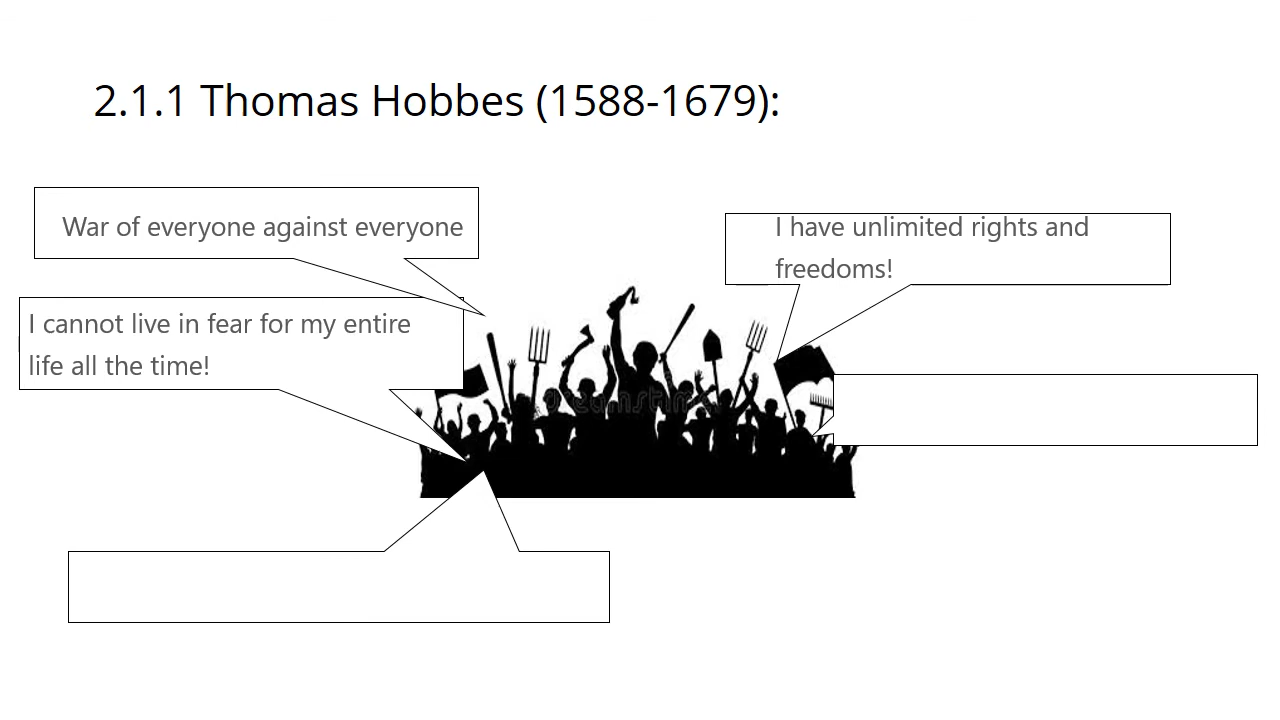 2.1.1 Thomas Hobbes (1588-1679):
War of everyone against everyone
I have unlimited rights and
freedoms!
I cannot live in fear for my entire
life all the time!
dreamstime